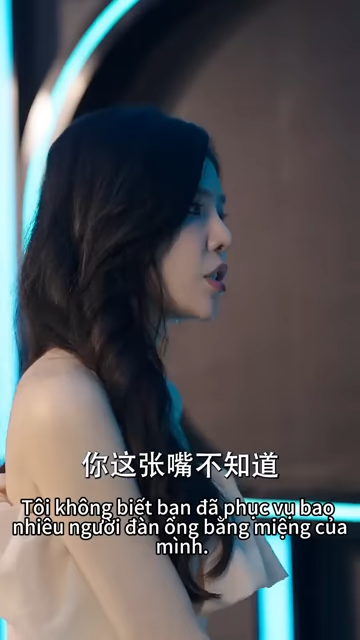 你这张嘴不知道
Tôi không biết bạn đã phục vụ bao
nhiêu người đàn ông bằng miệng của
mình.